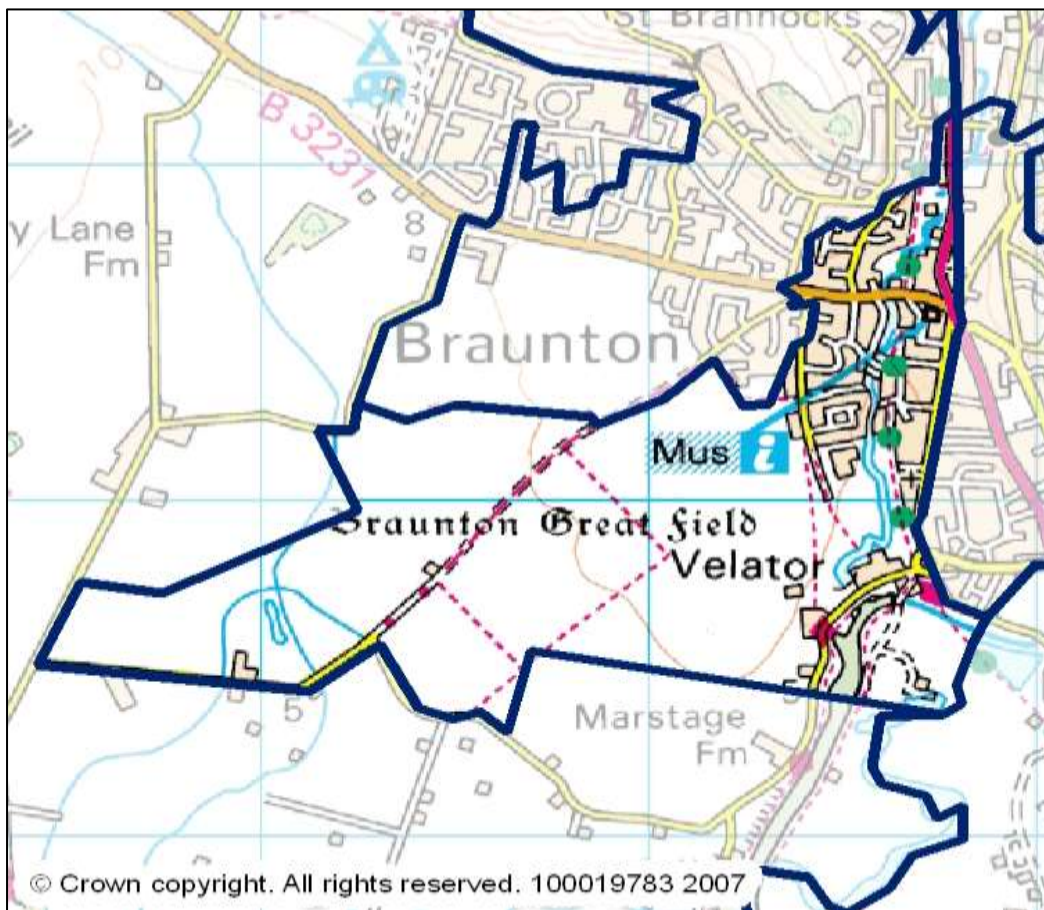 St Brannocks
10
B 3231
8
y Lane
Fm
Braunton
Mus i
Braunton Great Field
Velator
5
Marstage
Fm
© Crown copyright. All rights reserved. 100019783 2007